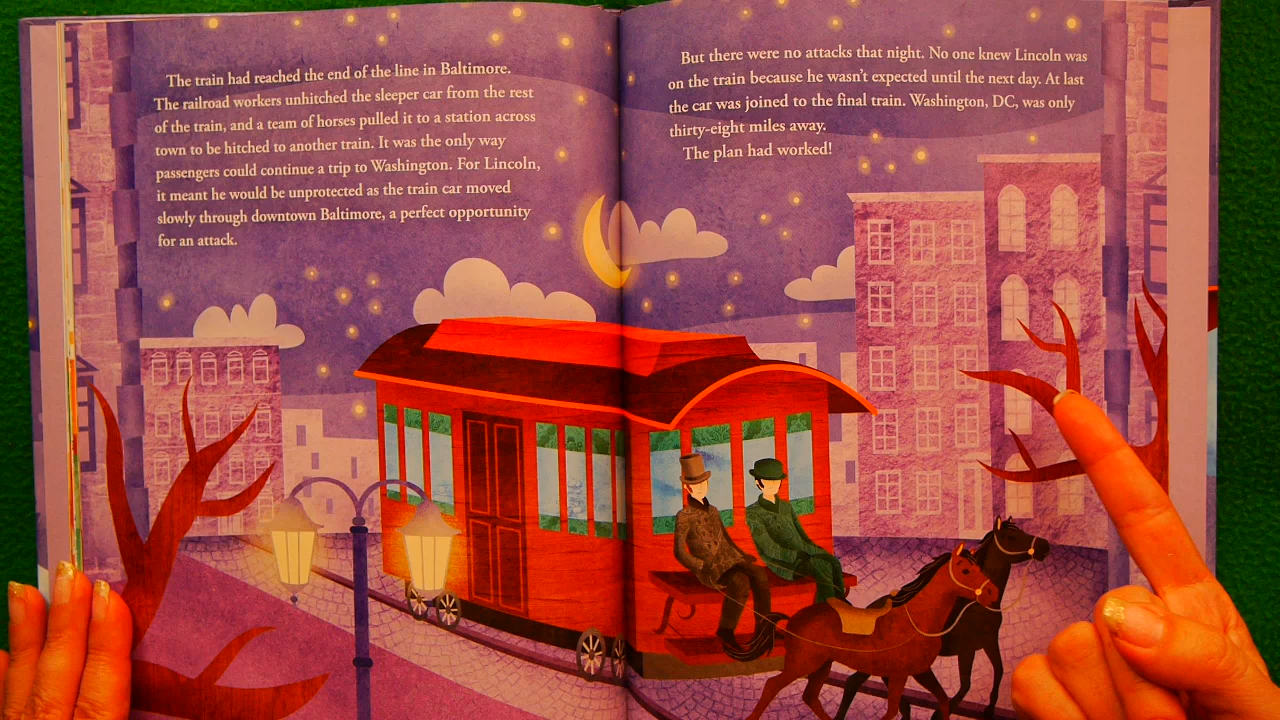 The train had reached the end of the line in Baltimore.
The railroad workers unhitched the sleeper car from the rest
of the train, and a team of horses pulled it to a station across
town to be hitched to another train. It was the only way
passengers could continue a trip to Washington. For Lincoln,
it meant he would be unprotected as the train car moved
slowly through downtown Baltimore, a perfect opportunity
for an attack.
But there were no attacks that night. No one knew Lincoln was
on the train because he wasn't expected until the next day. At last
the car was joined to the final train. Washington, DC, was only
thirty-eight miles away.
The plan had worked!